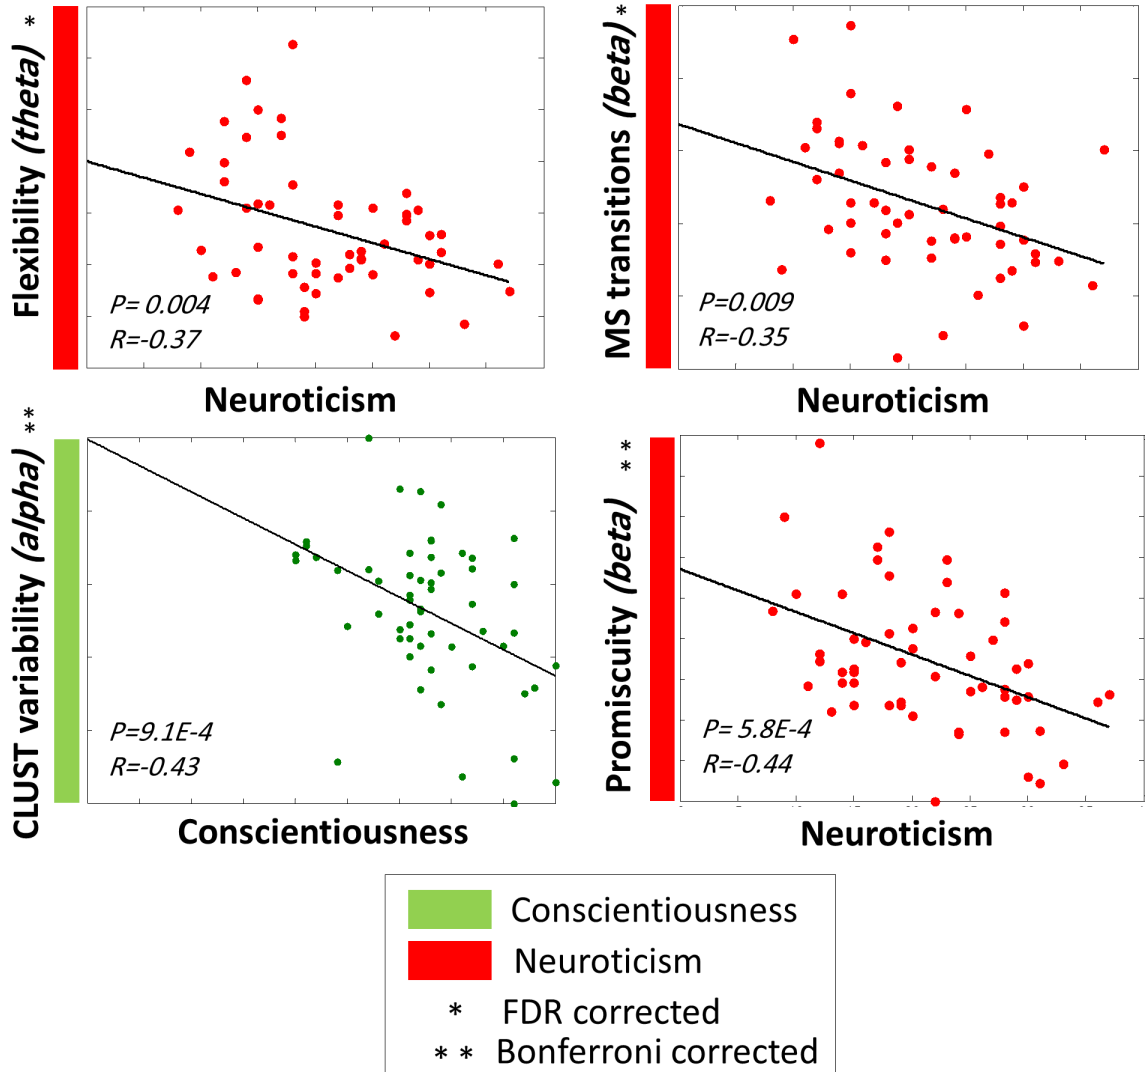 Flexibility (theta) *
P= 0.004
R=-0.37
Neuroticism
MS transitions (beta) *
P=0.009
R=-0.35
Neuroticism
CLUST variability (alpha) **
P=9.1E-4
R=-0.43
Conscientiousness
Promiscuity (beta) **
P= 5.8E-4
R=-0.44
Neuroticism
Conscientiousness
Neuroticism
* FDR corrected
** Bonferroni corrected